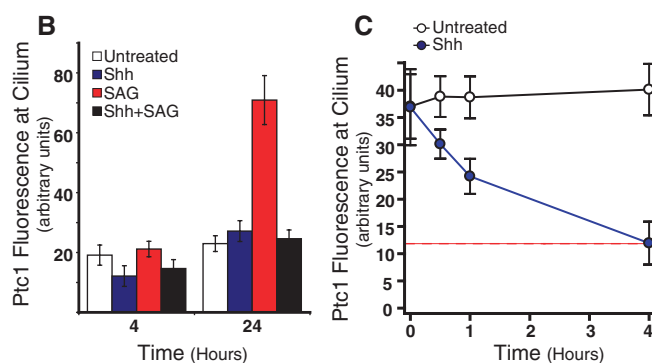 B
Ptc1 Fluorescence at Cilium
(arbitrary units)
80
60
40
20
Untreated
Shh
SAG
Shh+SAG
4
24
Time (Hours)
C
Untreated
Shh
Ptc1 Fluorescence at Cilium
(arbitrary units)
40
35
30
25
20
15
10
5
0
0
1
2
3
4
Time (Hours)